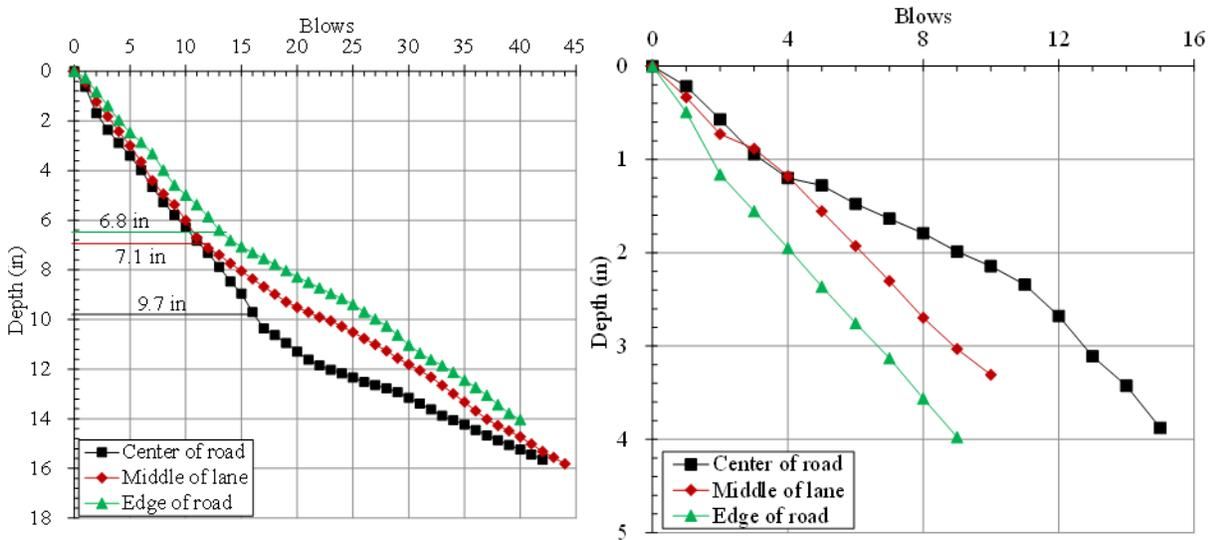 Blows
0 5 10 15 20 25 30 35 40 45
Depth (in)
0
2
4
6
8
10
12
14
16
18
6.8 in
7.1 in
9.7 in
Center of road
Middle of lane
Edge of road
Blows
0 4 8 12 16
Depth (in)
0
1
2
3
4
5
Center of road
Middle of lane
Edge of road